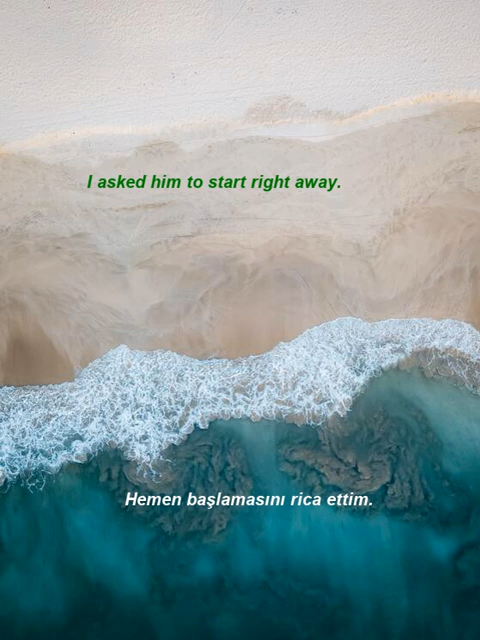 I asked him to start right away.
Hemen başlamasını rica ettim.